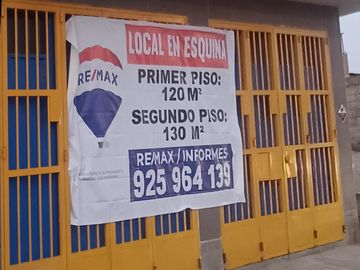 LOCAL EN ESQUINA
RE/MAX
PRIMER PISO:
120 M²
SEGUNDO PISO:
130 M²
RE/MAX / INFORMES
925 964 139